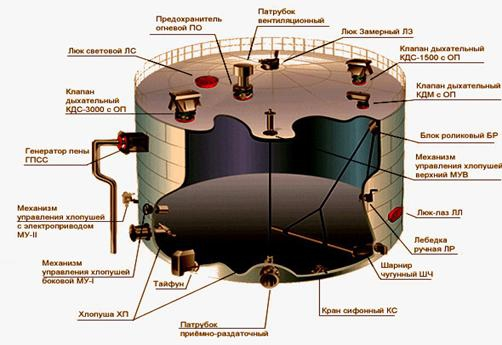 Предохранитель
огневой ПО
Патрубок
вентиляционный
Люк Замерный ЛЗ
Люк световой ЛС
Клапан дыхательный
КДС-1500 с ОП
Клапан
дыхательный
КДС-3000 с ОП
Клапан дыхательный
КДМ с ОП
Блок роликовый БР
Генератор пены
ГПСС
Механизм
управления хлопушей
верхний МУВ
Механизм
управления хлопушей
с электроприводом
МУ-II
Люк-лаз ЛЛ
Лебедка
ручная ЛР
Механизм
управления хлопушей
боковой МУ-I
Шарнир
чугунный ШЧ
Тайфун
Хлопуша ХП
Кран сифонный КС
Патрубок
приёмно-раздаточный